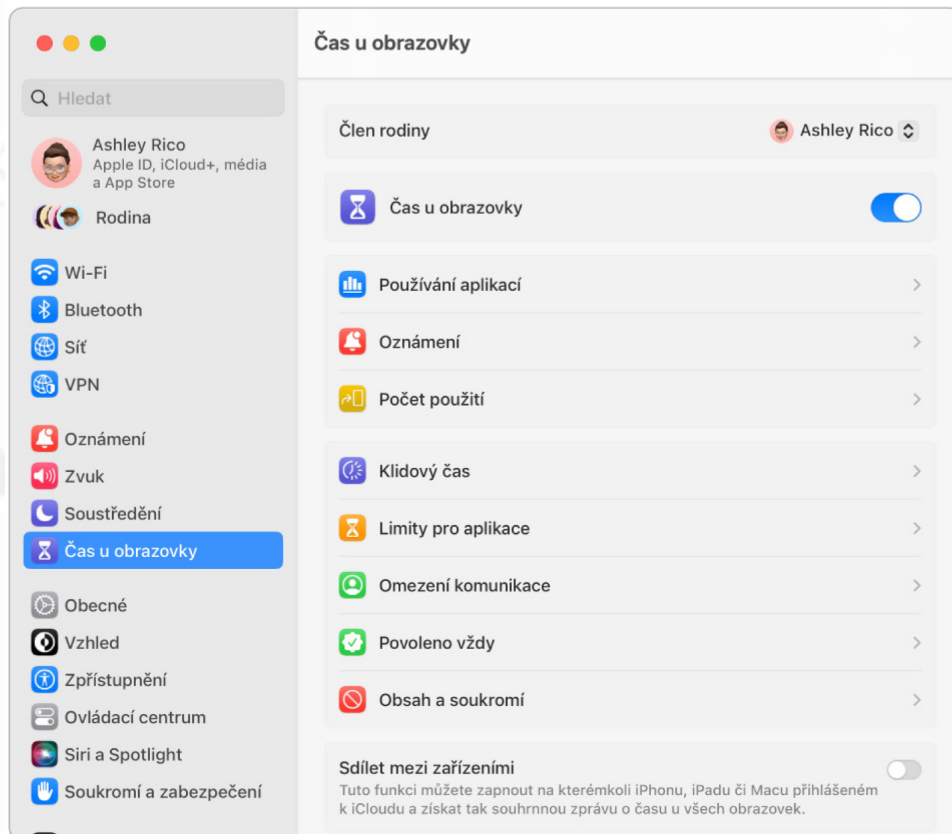 Čas u obrazovky
Hledat
Ashley Rico
Apple ID, iCloud+, média
a App Store
Rodina
Wi-Fi
Bluetooth
Síť
VPN
Oznámení
Zvuk
Soustředění
Čas u obrazovky
Obecné
Vzhled
Zpřístupnění
Ovládací centrum
Siri a Spotlight
Soukromí a zabezpečení
Člen rodiny
Ashley Rico
Čas u obrazovky
Používání aplikací
Oznámení
Počet použití
Klidový čas
Limity pro aplikace
Omezení komunikace
Povoleno vždy
Obsah a soukromí
Sdílet mezi zařízeními
Tuto funkci můžete zapnout na kterémkoli iPhonu, iPadu či Macu přihlášeném
k iCloudu a získat tak souhrnnou zprávu o času u všech obrazovek.